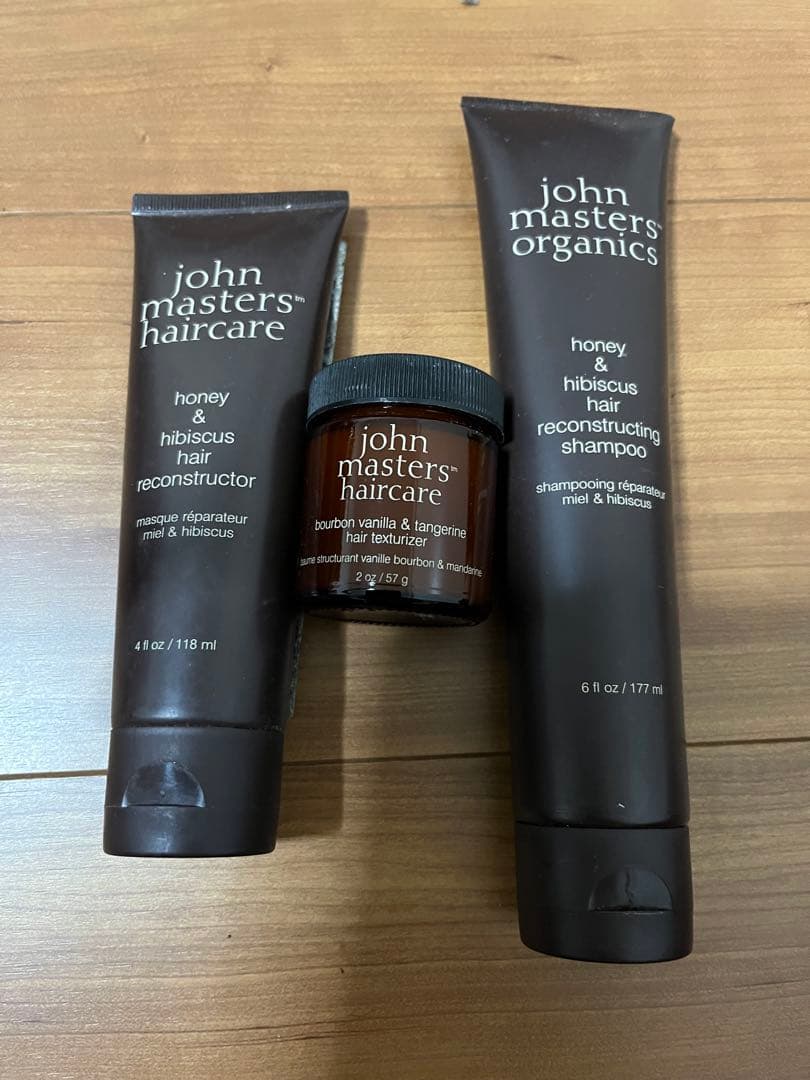 john
masters™
haircare
honey
&
hibiscus
hair
reconstructor
masque réparateur
miel & hibiscus
4 fl oz / 118 ml
john
masters™
haircare
bourbon vanilla & tangerine
hair texturizer
baume structurant vanille bourbon & mandarine
2 oz / 57 g
john
masters™
organics
honey
&
hibiscus
hair
reconstructing
shampoo
shampooing réparateur
miel & hibiscus
6 fl oz / 177 ml